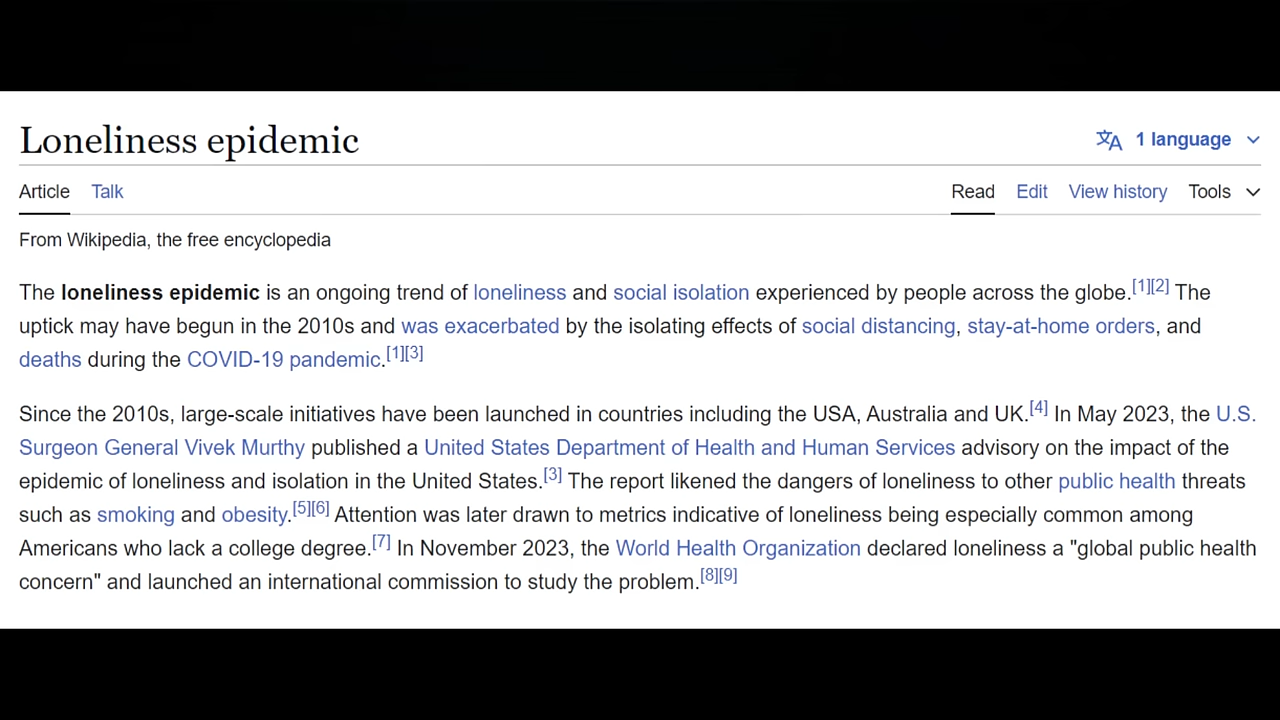 Loneliness epidemic
文A 1 language
Article Talk
Read Edit View history Tools
From Wikipedia, the free encyclopedia
The loneliness epidemic is an ongoing trend of loneliness and social isolation experienced by people across the globe.[1][2] The
uptick may have begun in the 2010s and was exacerbated by the isolating effects of social distancing, stay-at-home orders, and
deaths during the COVID-19 pandemic.[1][3]
Since the 2010s, large-scale initiatives have been launched in countries including the USA, Australia and UK.[4] In May 2023, the U.S.
Surgeon General Vivek Murthy published a United States Department of Health and Human Services advisory on the impact of the
epidemic of loneliness and isolation in the United States.[3] The report likened the dangers of loneliness to other public health threats
such as smoking and obesity.[5][6] Attention was later drawn to metrics indicative of loneliness being especially common among
Americans who lack a college degree.[7] In November 2023, the World Health Organization declared loneliness a "global public health
concern" and launched an international commission to study the problem.[8][9]